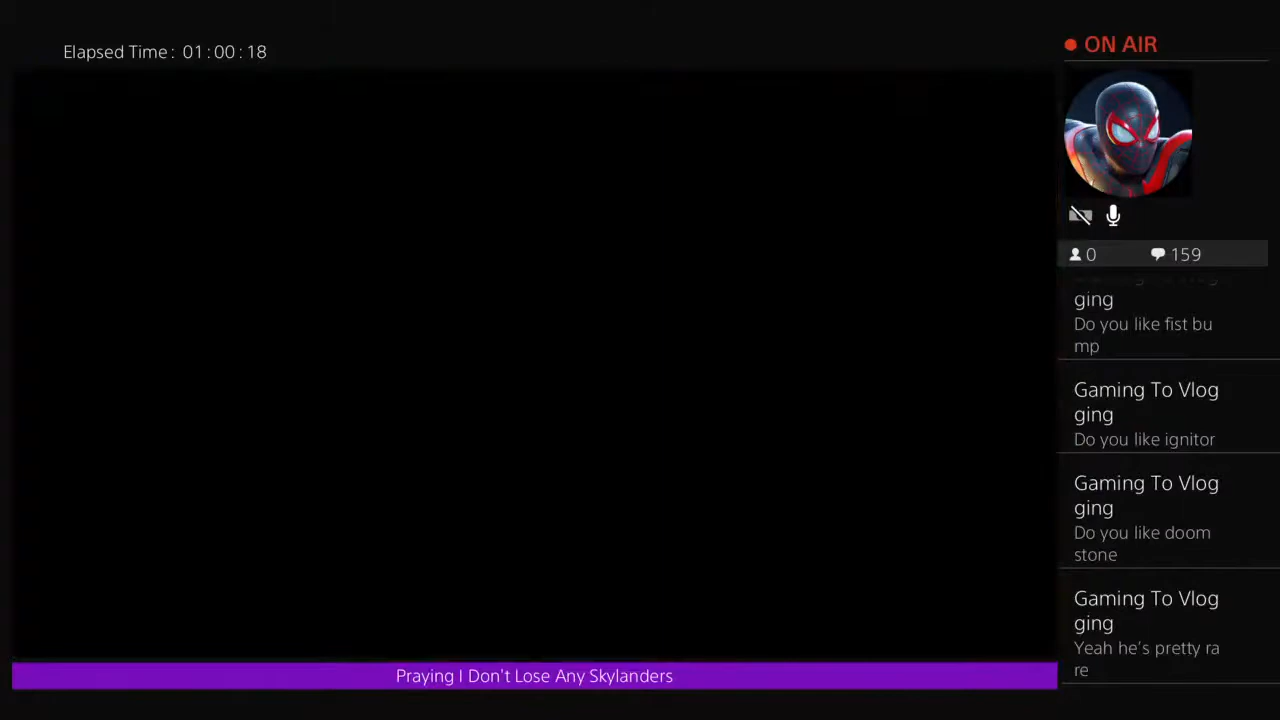 Elapsed Time: 01:00:18
ON AIR
0
159
ging
Do you like fist bu
mp
Gaming To Vlog
ging
Do you like ignitor
Gaming To Vlog
ging
Do you like doom
stone
Gaming To Vlog
ging
Yeah he's pretty ra
re
Praying I Don't Lose Any Skylanders